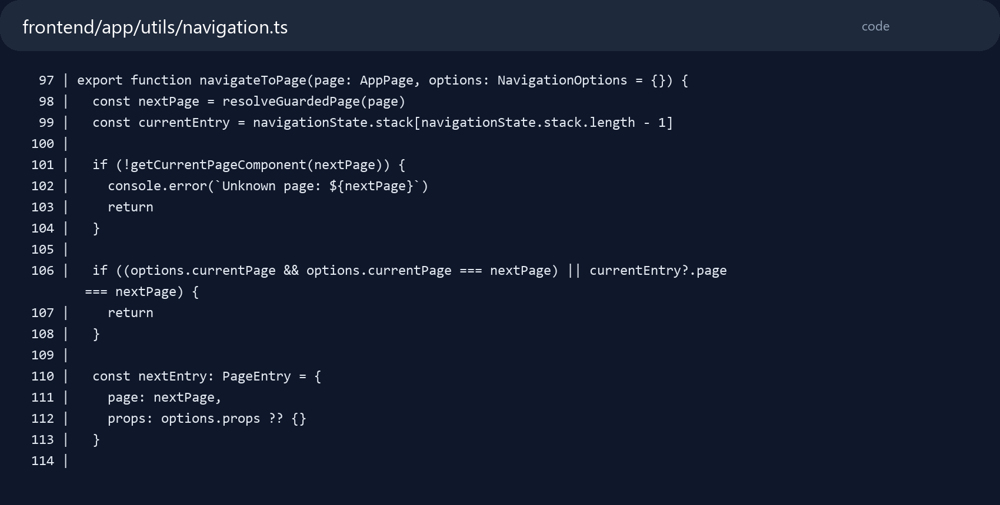 frontend/app/utils/navigation.ts
code
97 | export function navigateToPage(page: AppPage, options: NavigationOptions = {}) {
98 |   const nextPage = resolveGuardedPage(page)
99 |   const currentEntry = navigationState.stack[navigationState.stack.length - 1]
100 |
101 |   if (!getCurrentPageComponent(nextPage)) {
102 |     console.error(`Unknown page: ${nextPage}`)
103 |     return
104 |   }
105 |
106 |   if ((options.currentPage && options.currentPage === nextPage) || currentEntry?.page
=== nextPage) {
107 |     return
108 |   }
109 |
110 |   const nextEntry: PageEntry = {
111 |     page: nextPage,
112 |     props: options.props ?? {}
113 |   }
114 |